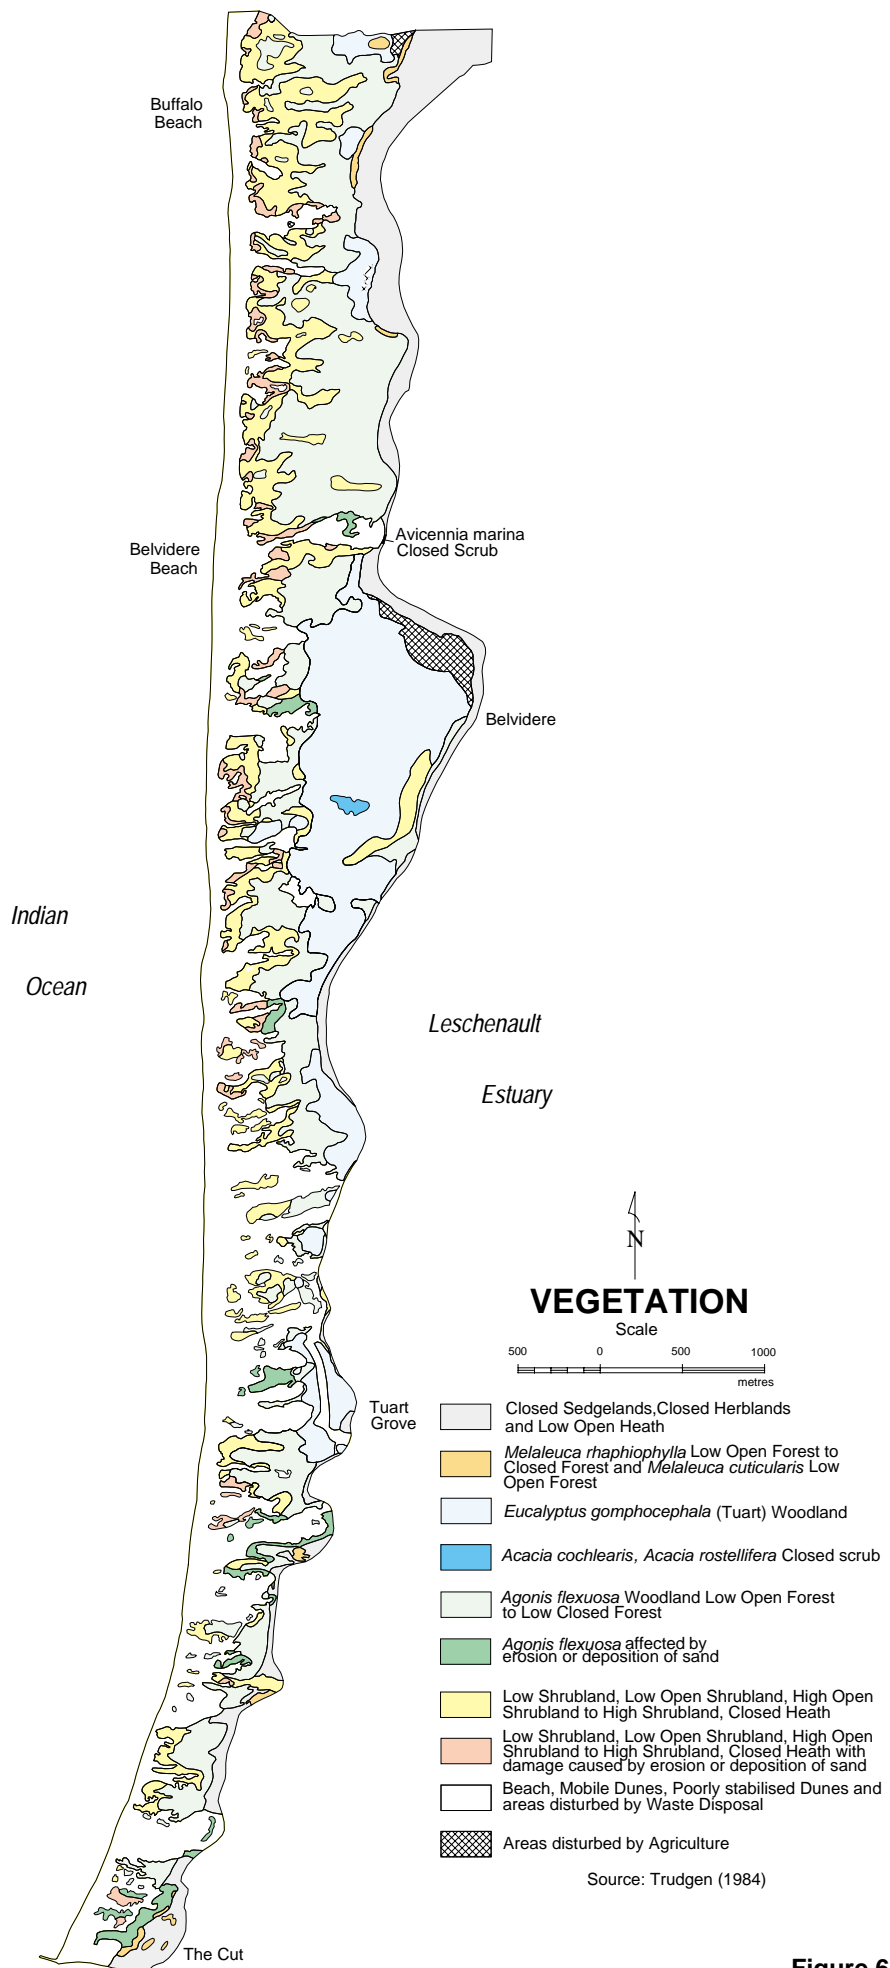 Buffalo
Beach
Avicennia marina
Closed Scrub
Belvidere
Beach
Belvidere
Indian
Ocean
Leschenault
Estuary
N
VEGETATION
Scale
500 0 500 1000
metres
Tuart
Grove
Closed Sedgelands,Closed Herblands
and Low Open Heath
Melaleuca rhaphiophylla Low Open Forest to
Closed Forest and Melaleuca cuticularis Low
Open Forest
Eucalyptus gomphocephala (Tuart) Woodland
Acacia cochlearis, Acacia rostellifera Closed scrub
Agonis flexuosa Woodland Low Open Forest
to Low Closed Forest
Agonis flexuosa affected by
erosion or deposition of sand
Low Shrubland, Low Open Shrubland, High Open
Shrubland to High Shrubland, Closed Heath
Low Shrubland, Low Open Shrubland, High Open
Shrubland to High Shrubland, Closed Heath with
damage caused by erosion or deposition of sand
Beach, Mobile Dunes, Poorly stabilised Dunes and
areas disturbed by Waste Disposal
Areas disturbed by Agriculture
Source: Trudgen (1984)
The Cut
Figure 6